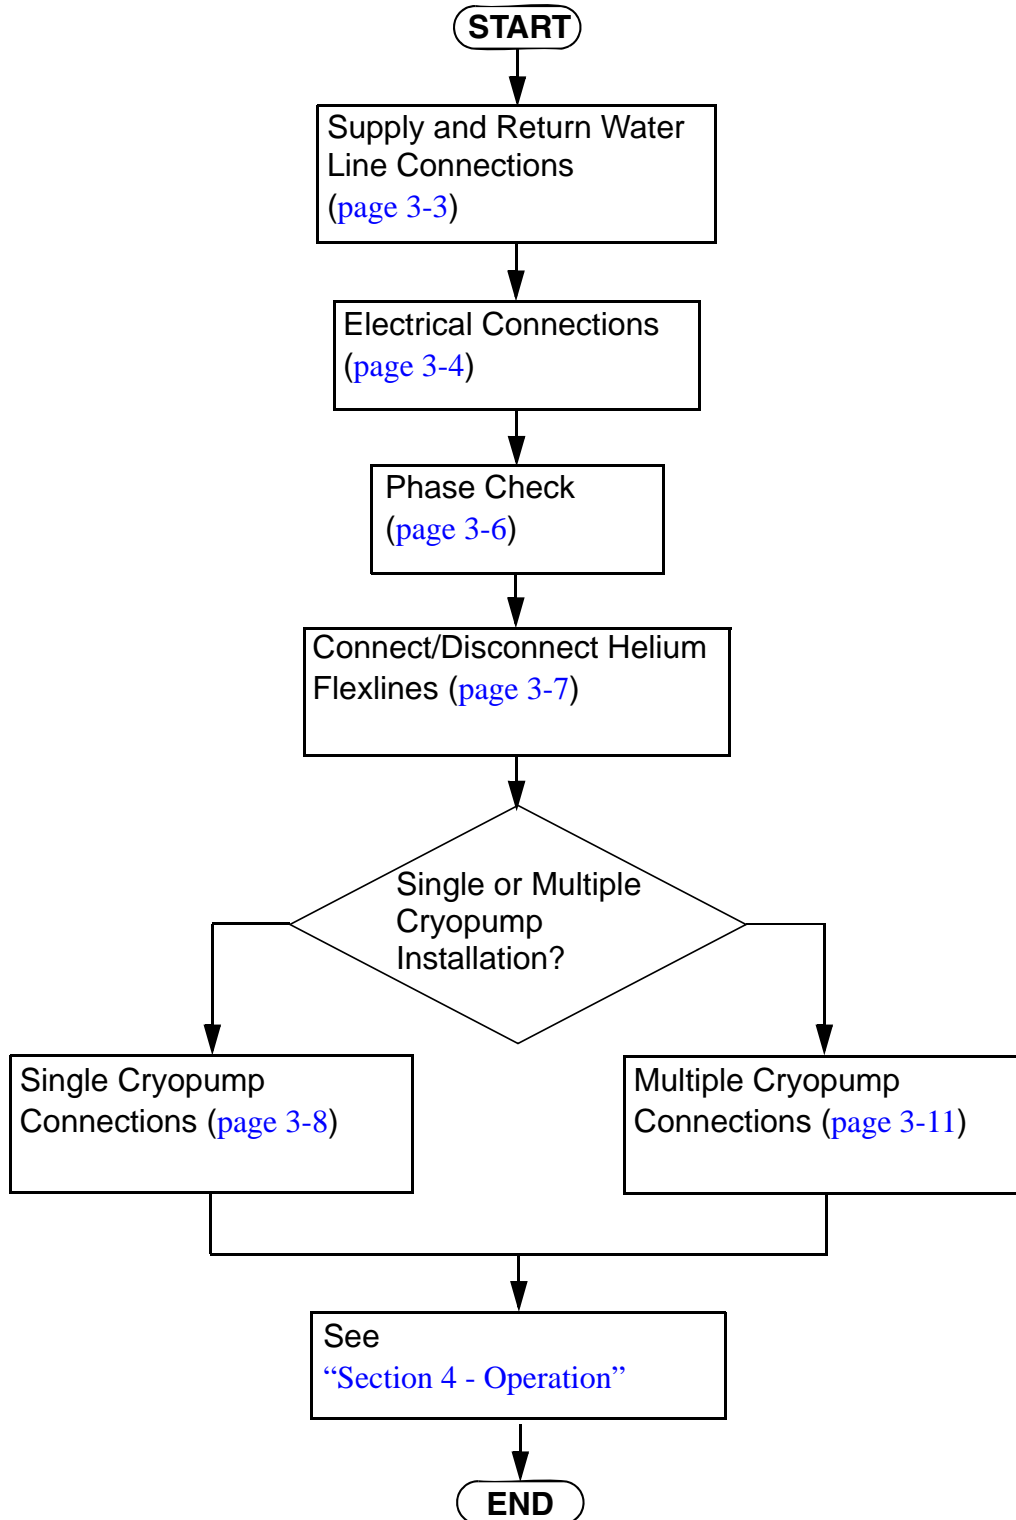 START
Supply and Return Water
Line Connections
(page 3-3)
Electrical Connections
(page 3-4)
Phase Check
(page 3-6)
Connect/Disconnect Helium
Flexlines (page 3-7)
Single or Multiple
Cryopump
Installation?
Single Cryopump
Connections (page 3-8)
Multiple Cryopump
Connections (page 3-11)
See
“Section 4 - Operation”
END